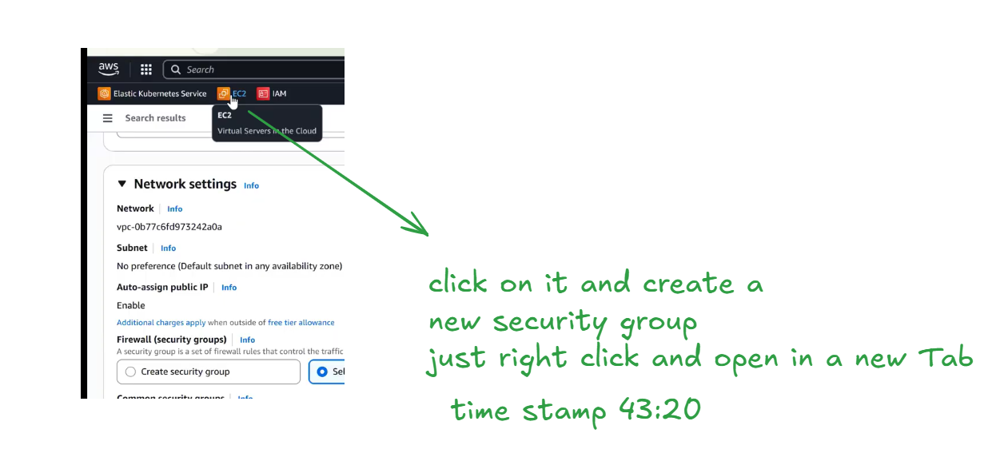 aws Search
Elastic Kubernetes Service EC2 IAM
Search results
EC2
Virtual Servers in the Cloud
Network settings Info
Network Info
vpc-0b77c6fd973242a0a
Subnet Info
No preference (Default subnet in any availability zone)
Auto-assign public IP Info
Enable
Additional charges apply when outside of free tier allowance
Firewall (security groups) Info
A security group is a set of firewall rules that control the traffic
Create security group Sel
Common security groups Info
click on it and create a
new security group
just right click and open in a new Tab
time stamp 43:20